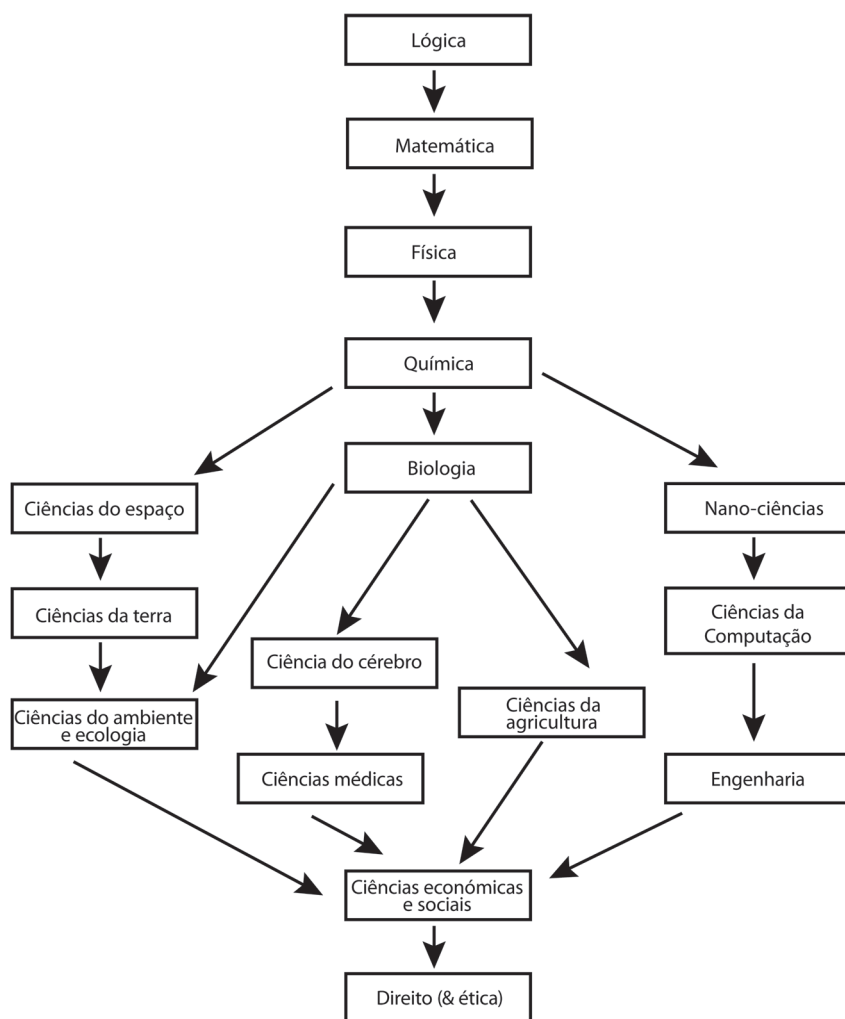 Lógica
Matemática
Física
Química
Biologia
Ciências do espaço
Nano-ciências
Ciências da terra
Ciências da
Computação
Ciência do cérebro
Ciências do ambiente
e ecologia
Ciências da
agricultura
Ciências médicas
Engenharia
Ciências económicas
e sociais
Direito (& ética)